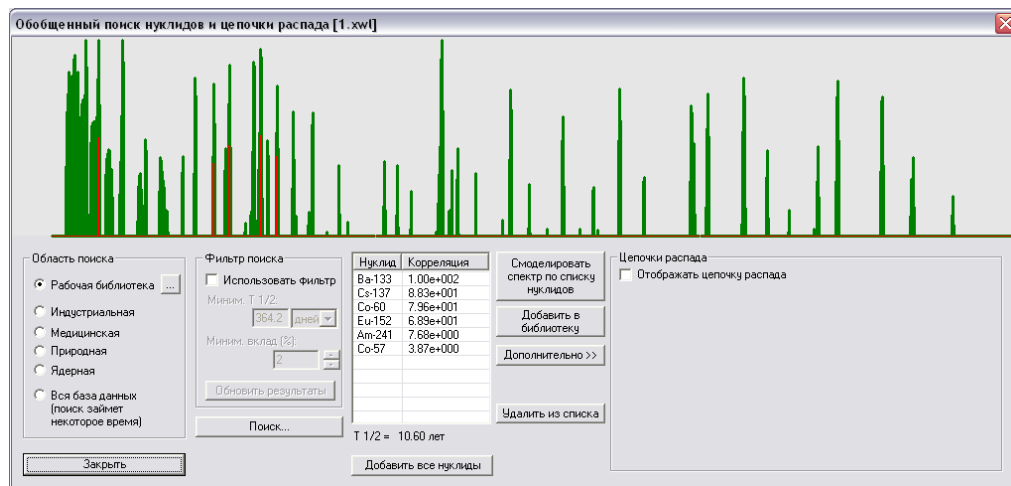 Обобщенный поиск нуклидов и цепочки распада [1.xwl]
Область поиска
Рабочая библиотека
...
Индустриальная
Медицинская
Природная
Ядерная
Вся база данных
(поиск займет
некоторое время)
Закрыть
Фильтр поиска
Использовать фильтр
Миним. T 1/2:
364.2 дней
Миним. вклад (%):
2
Обновить результаты
Поиск...
Нуклид Корреляция
Ba-133 1.00e+002
Cs-137 8.83e+001
Co-60 7.96e+001
Eu-152 6.89e+001
Am-241 7.68e+000
Co-57 3.87e+000
T 1/2 = 10.60 лет
Добавить все нуклиды
Смоделировать
спектр по списку
нуклидов
Добавить в
библиотеку
Дополнительно >>
Удалить из списка
Цепочки распада
Отображать цепочку распада